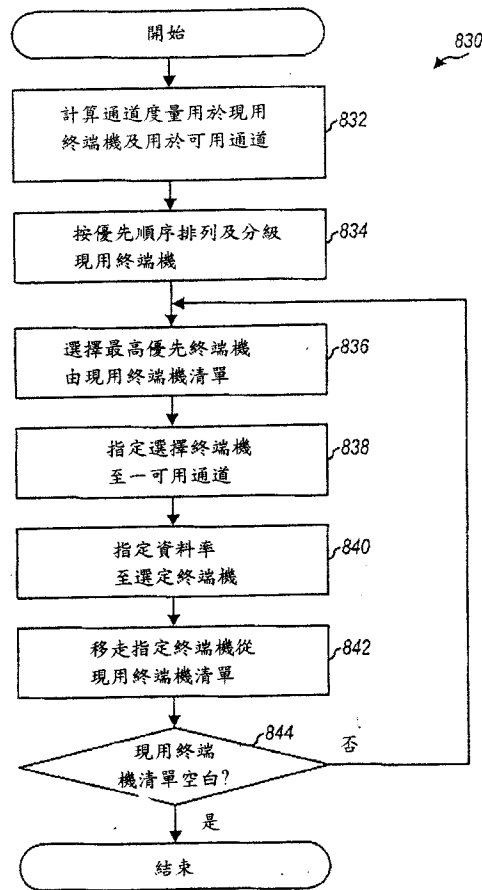 開始
830
計算通道度量用於現用
終端機及用於可用通道
832
按優先順序排列及分級
現用終端機
834
選擇最高優先終端機
由現用終端機清單
836
指定選擇終端機
至一可用通道
838
指定資料率
至選定終端機
840
移走指定終端機從
現用終端機清單
842
844
現用終端
機清單空白?
否
是
結束